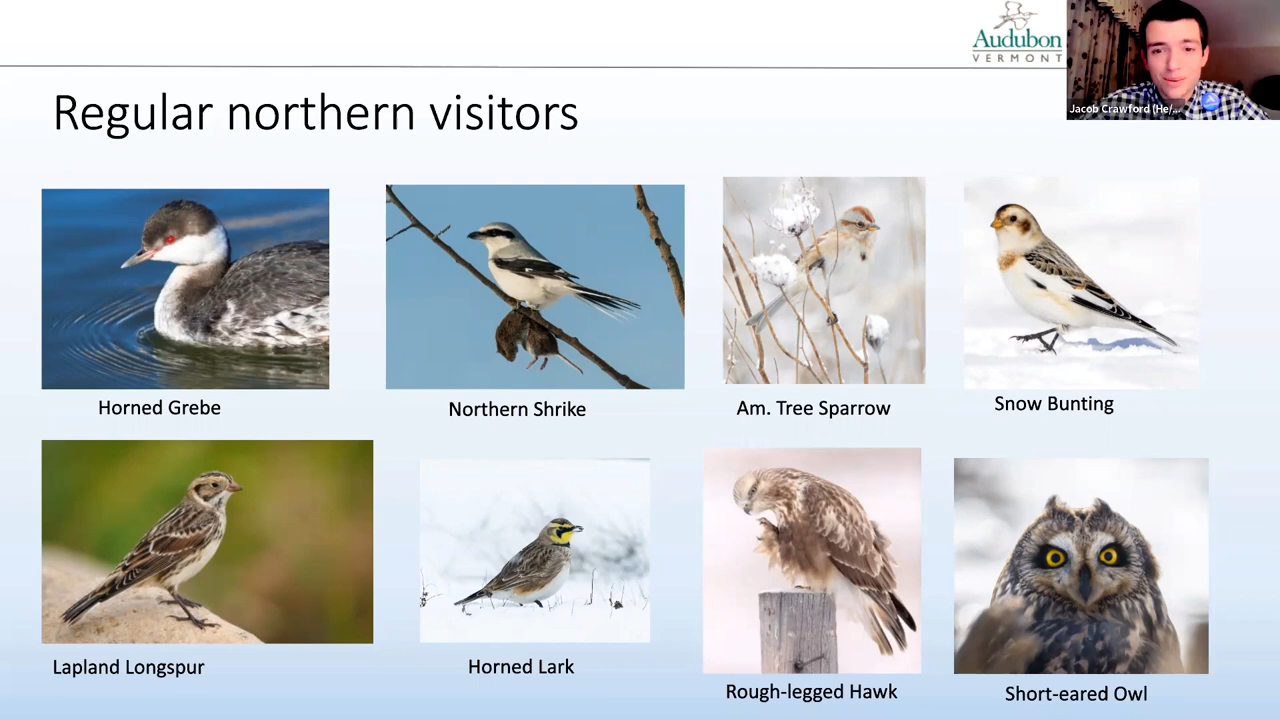 Audubon
VERMONT
Jacob Crawford (He/...
Regular northern visitors
Horned Grebe
Northern Shrike
Am. Tree Sparrow
Snow Bunting
Lapland Longspur
Horned Lark
Rough-legged Hawk
Short-eared Owl